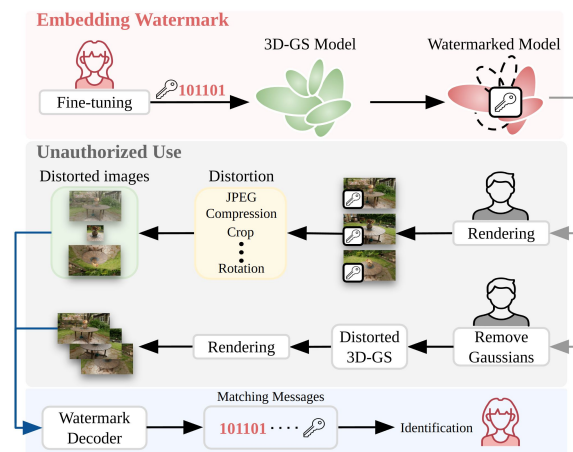 Embedding Watermark
3D-GS Model
Watermarked Model
Fine-tuning
101101
Unauthorized Use
Distorted images
Distortion
JPEG
Compression
Crop
Rotation
Rendering
Rendering
Distorted
3D-GS
Remove
Gaussians
Matching Messages
Watermark
Decoder
101101 ····
Identification